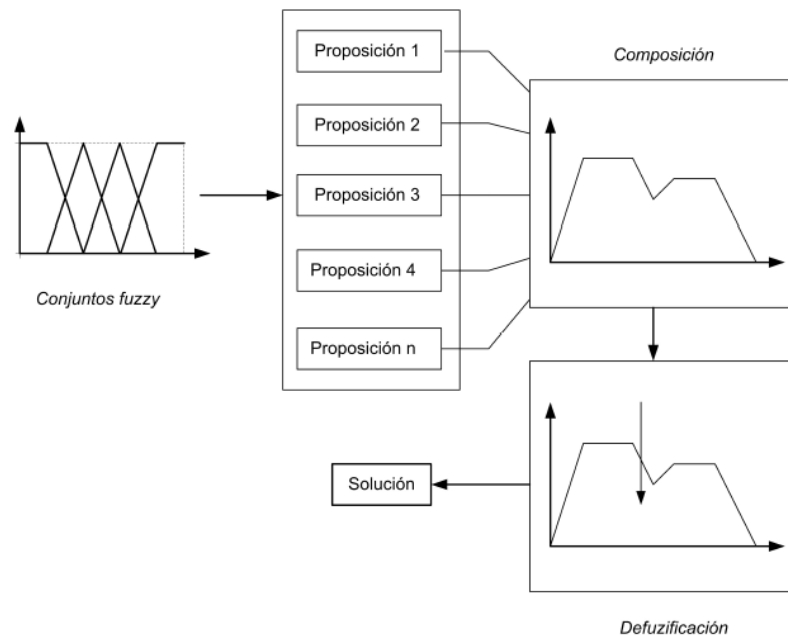 Proposición 1
Composición
Proposición 2
Proposición 3
Proposición 4
Conjuntos fuzzy
Proposición n
Solución
Defuzificación